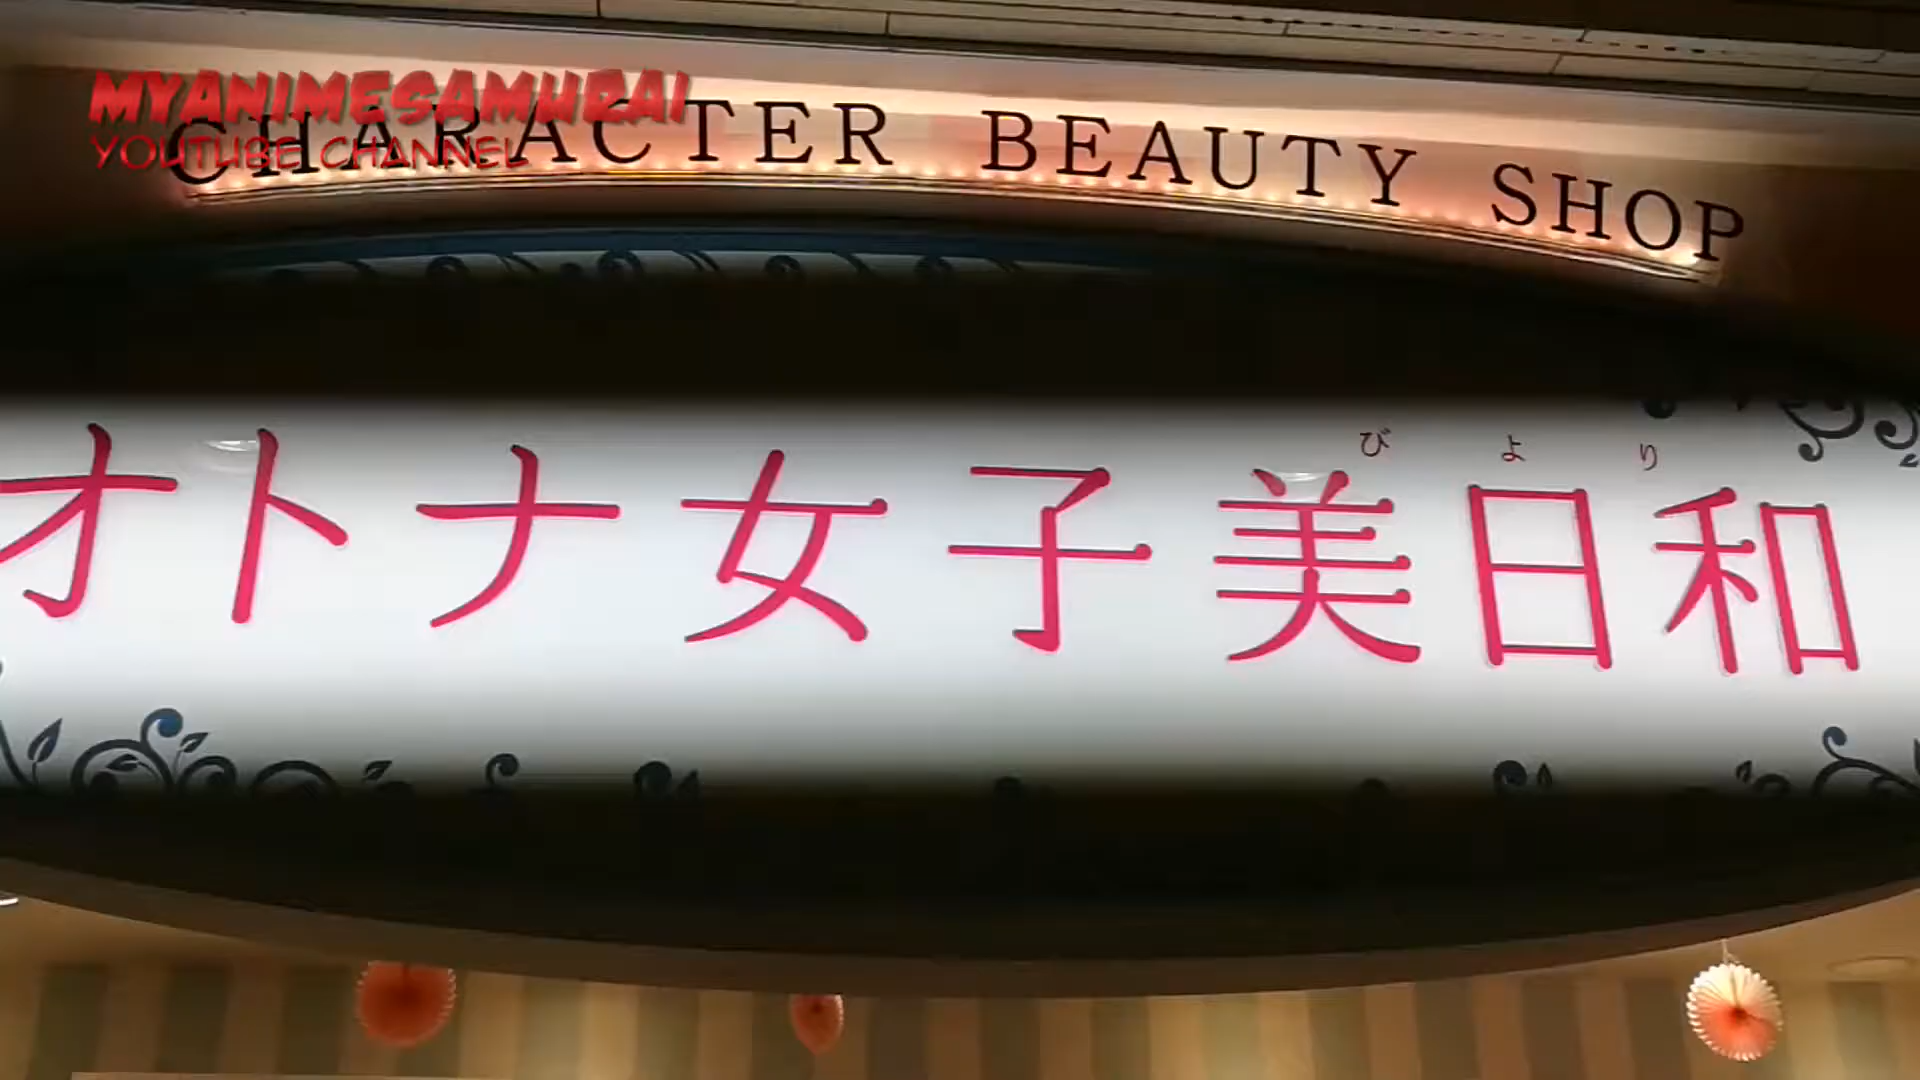 MYANIMESAMURAI
YOUTUBE CHANNEL
CHARACTER BEAUTY SHOP
びより
オトナ女子美日和